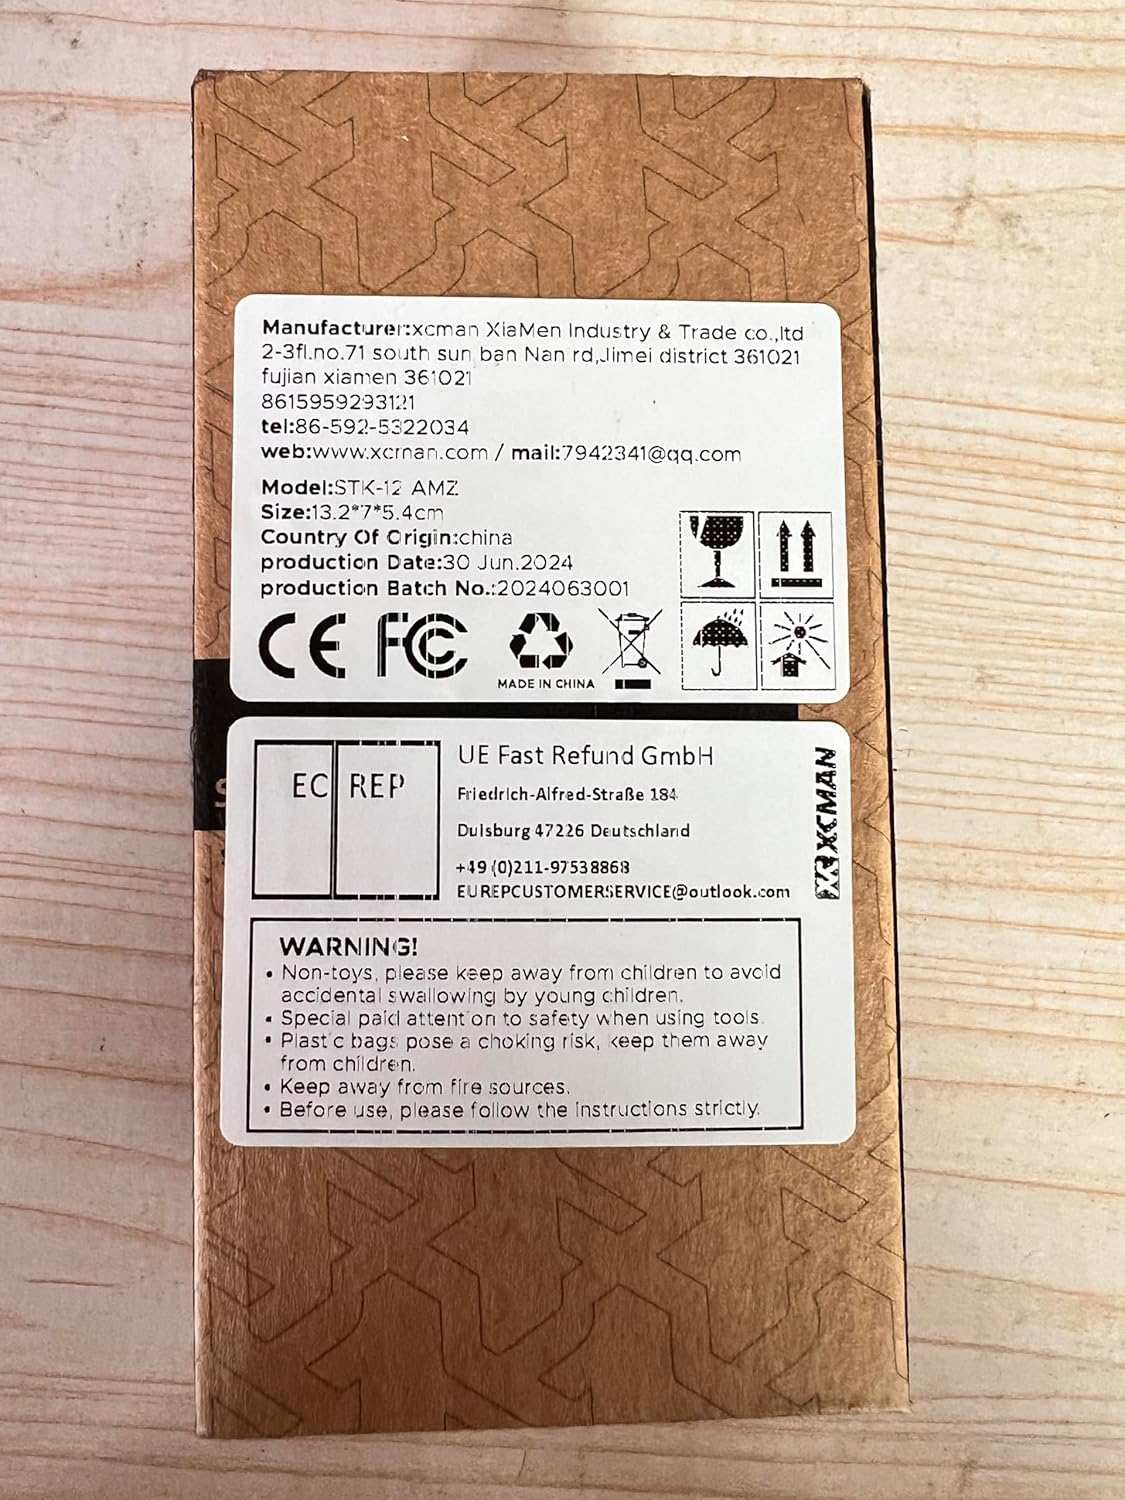 Manufacturer:xcman XiaMen Industry & Trade co.,ltd
2-3fl.no.71 south sun ban Nan rd,Jimei district 361021
fujian xiamen 361021
8615959293121
tel:86-592-5322034
web:www.xcman.com / mail:7942341@qq.com
Model:STK-12 AMZ
Size:13.2*7*5.4cm
Country Of Origin:china
production Date:30 Jun.2024
production Batch No.:2024063001
CE FC
MADE IN CHINA
EC REP
UE Fast Refund GmbH
Friedrich-Alfred-Straße 184
Duisburg 47226 Deutschland
+49 (0)211-97538868
EUREPCUSTOMERSERVICE@outlook.com
XCMAN
WARNING!
• Non-toys, please keep away from children to avoid
accidental swallowing by young children.
• Special paid attention to safety when using tools.
• Plastic bags pose a choking risk, keep them away
from children.
• Keep away from fire sources.
• Before use, please follow the instructions strictly.